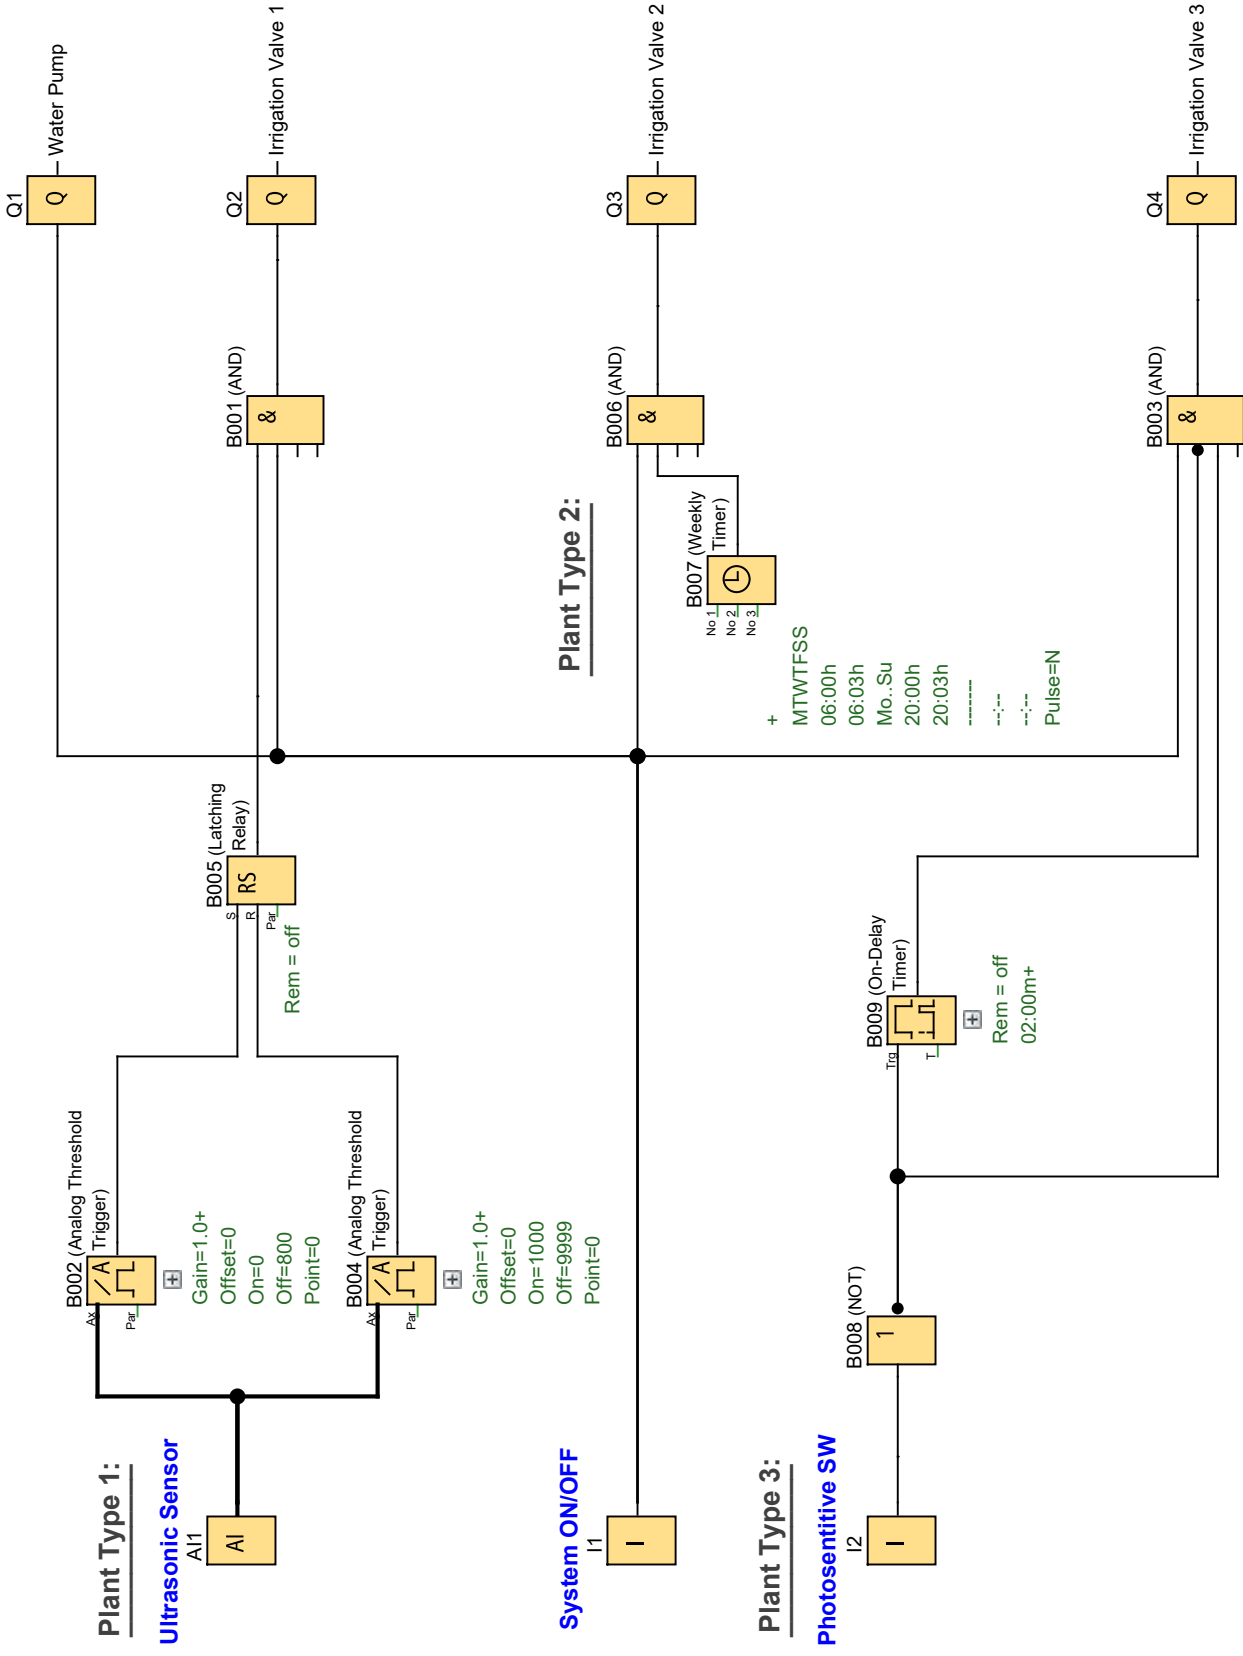 Plant Type 1:
Ultrasonic Sensor
AI1
AI
B002 (Analog Threshold
Trigger)
/A
Ax
Par
+
Gain=1.0+
Offset=0
On=0
Off=800
Point=0
B004 (Analog Threshold
Trigger)
/A
Ax
Par
+
Gain=1.0+
Offset=0
On=1000
Off=9999
Point=0
B005 (Latching
Relay)
RS
S
R
Par
Rem = off
B001 (AND)
&
Q1
Q
Water Pump
Q2
Q
Irrigation Valve 1
System ON/OFF
I1
I
Plant Type 2:
B007 (Weekly
Timer)
No 1
No 2
No 3
+
MTWTFSS
06:00h
06:03h
Mo..Su
20:00h
20:03h
-------
--:--
--:--
Pulse=N
B006 (AND)
&
Q3
Q
Irrigation Valve 2
Plant Type 3:
Photosentitive SW
I2
I
B008 (NOT)
1
B009 (On-Delay
Timer)
Trg
T
+
Rem = off
02:00m+
B003 (AND)
&
Q4
Q
Irrigation Valve 3